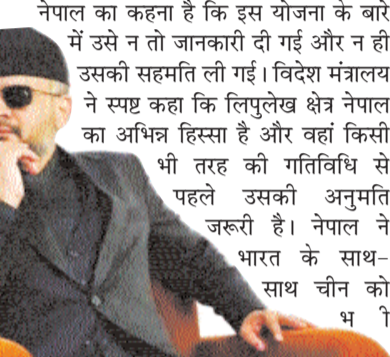 नेपाल का कहना है कि इस योजना के बारे
में उसे न तो जानकारी दी गई और न ही
उसकी सहमति ली गई। विदेश मंत्रालय
ने स्पष्ट कहा कि लिपुलेख क्षेत्र नेपाल
का अभिन्न हिस्सा है और वहां किसी
भी तरह की गतिविधि से
पहले उसकी अनुमति
जरूरी है। नेपाल ने
भारत के साथ-
साथ चीन को
भ ी